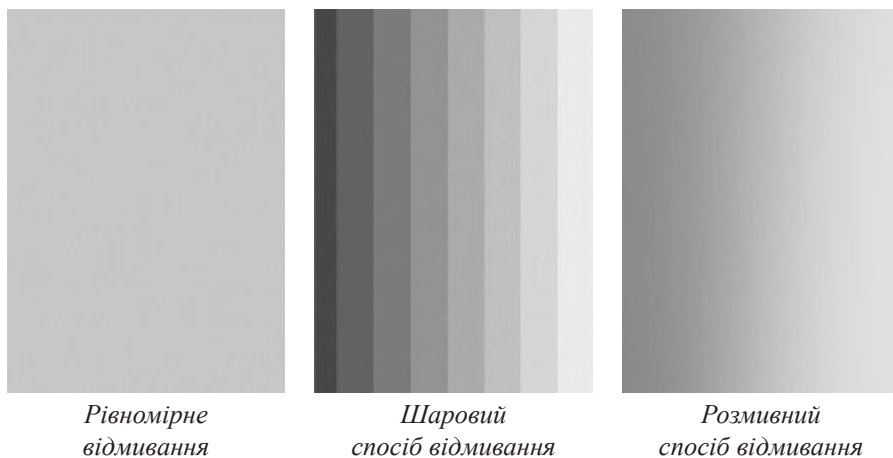 Рівномірне
відмивання
Шаровий
спосіб відмивання
Розмивний
спосіб відмивання